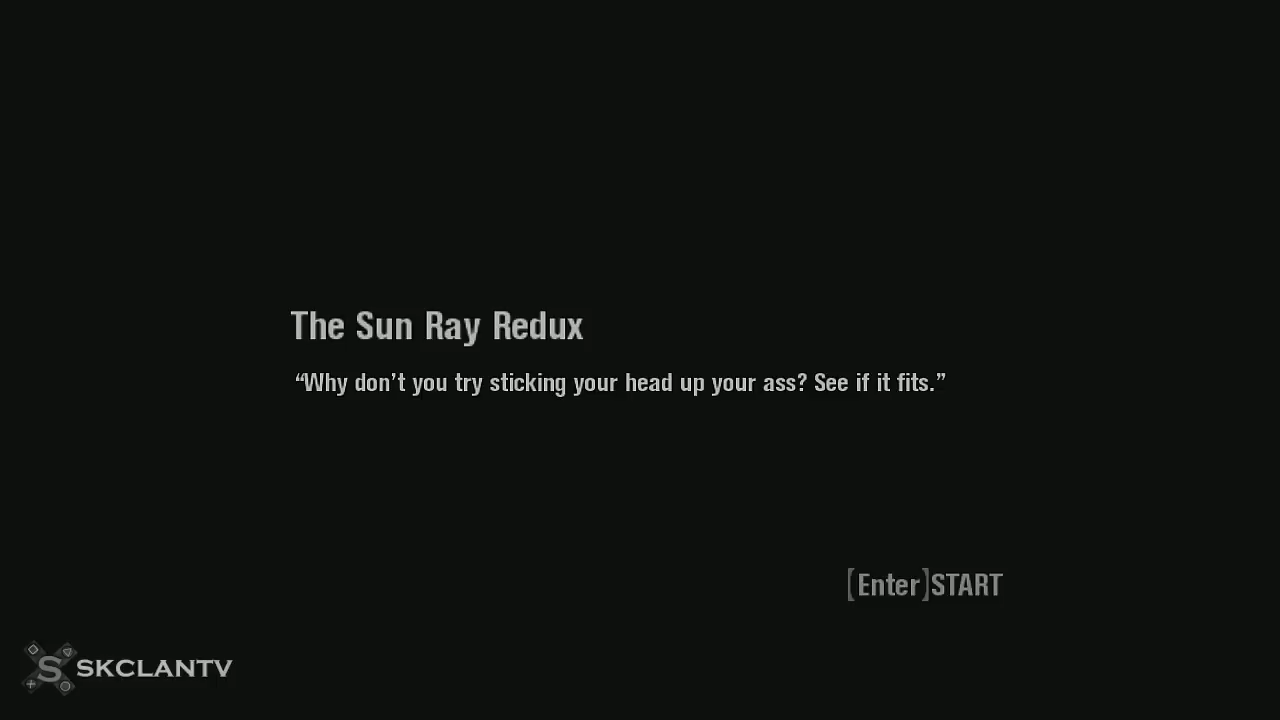 The Sun Ray Redux
“Why don’t you try sticking your head up your ass? See if it fits.”
[Enter]START
S SKCLANTV